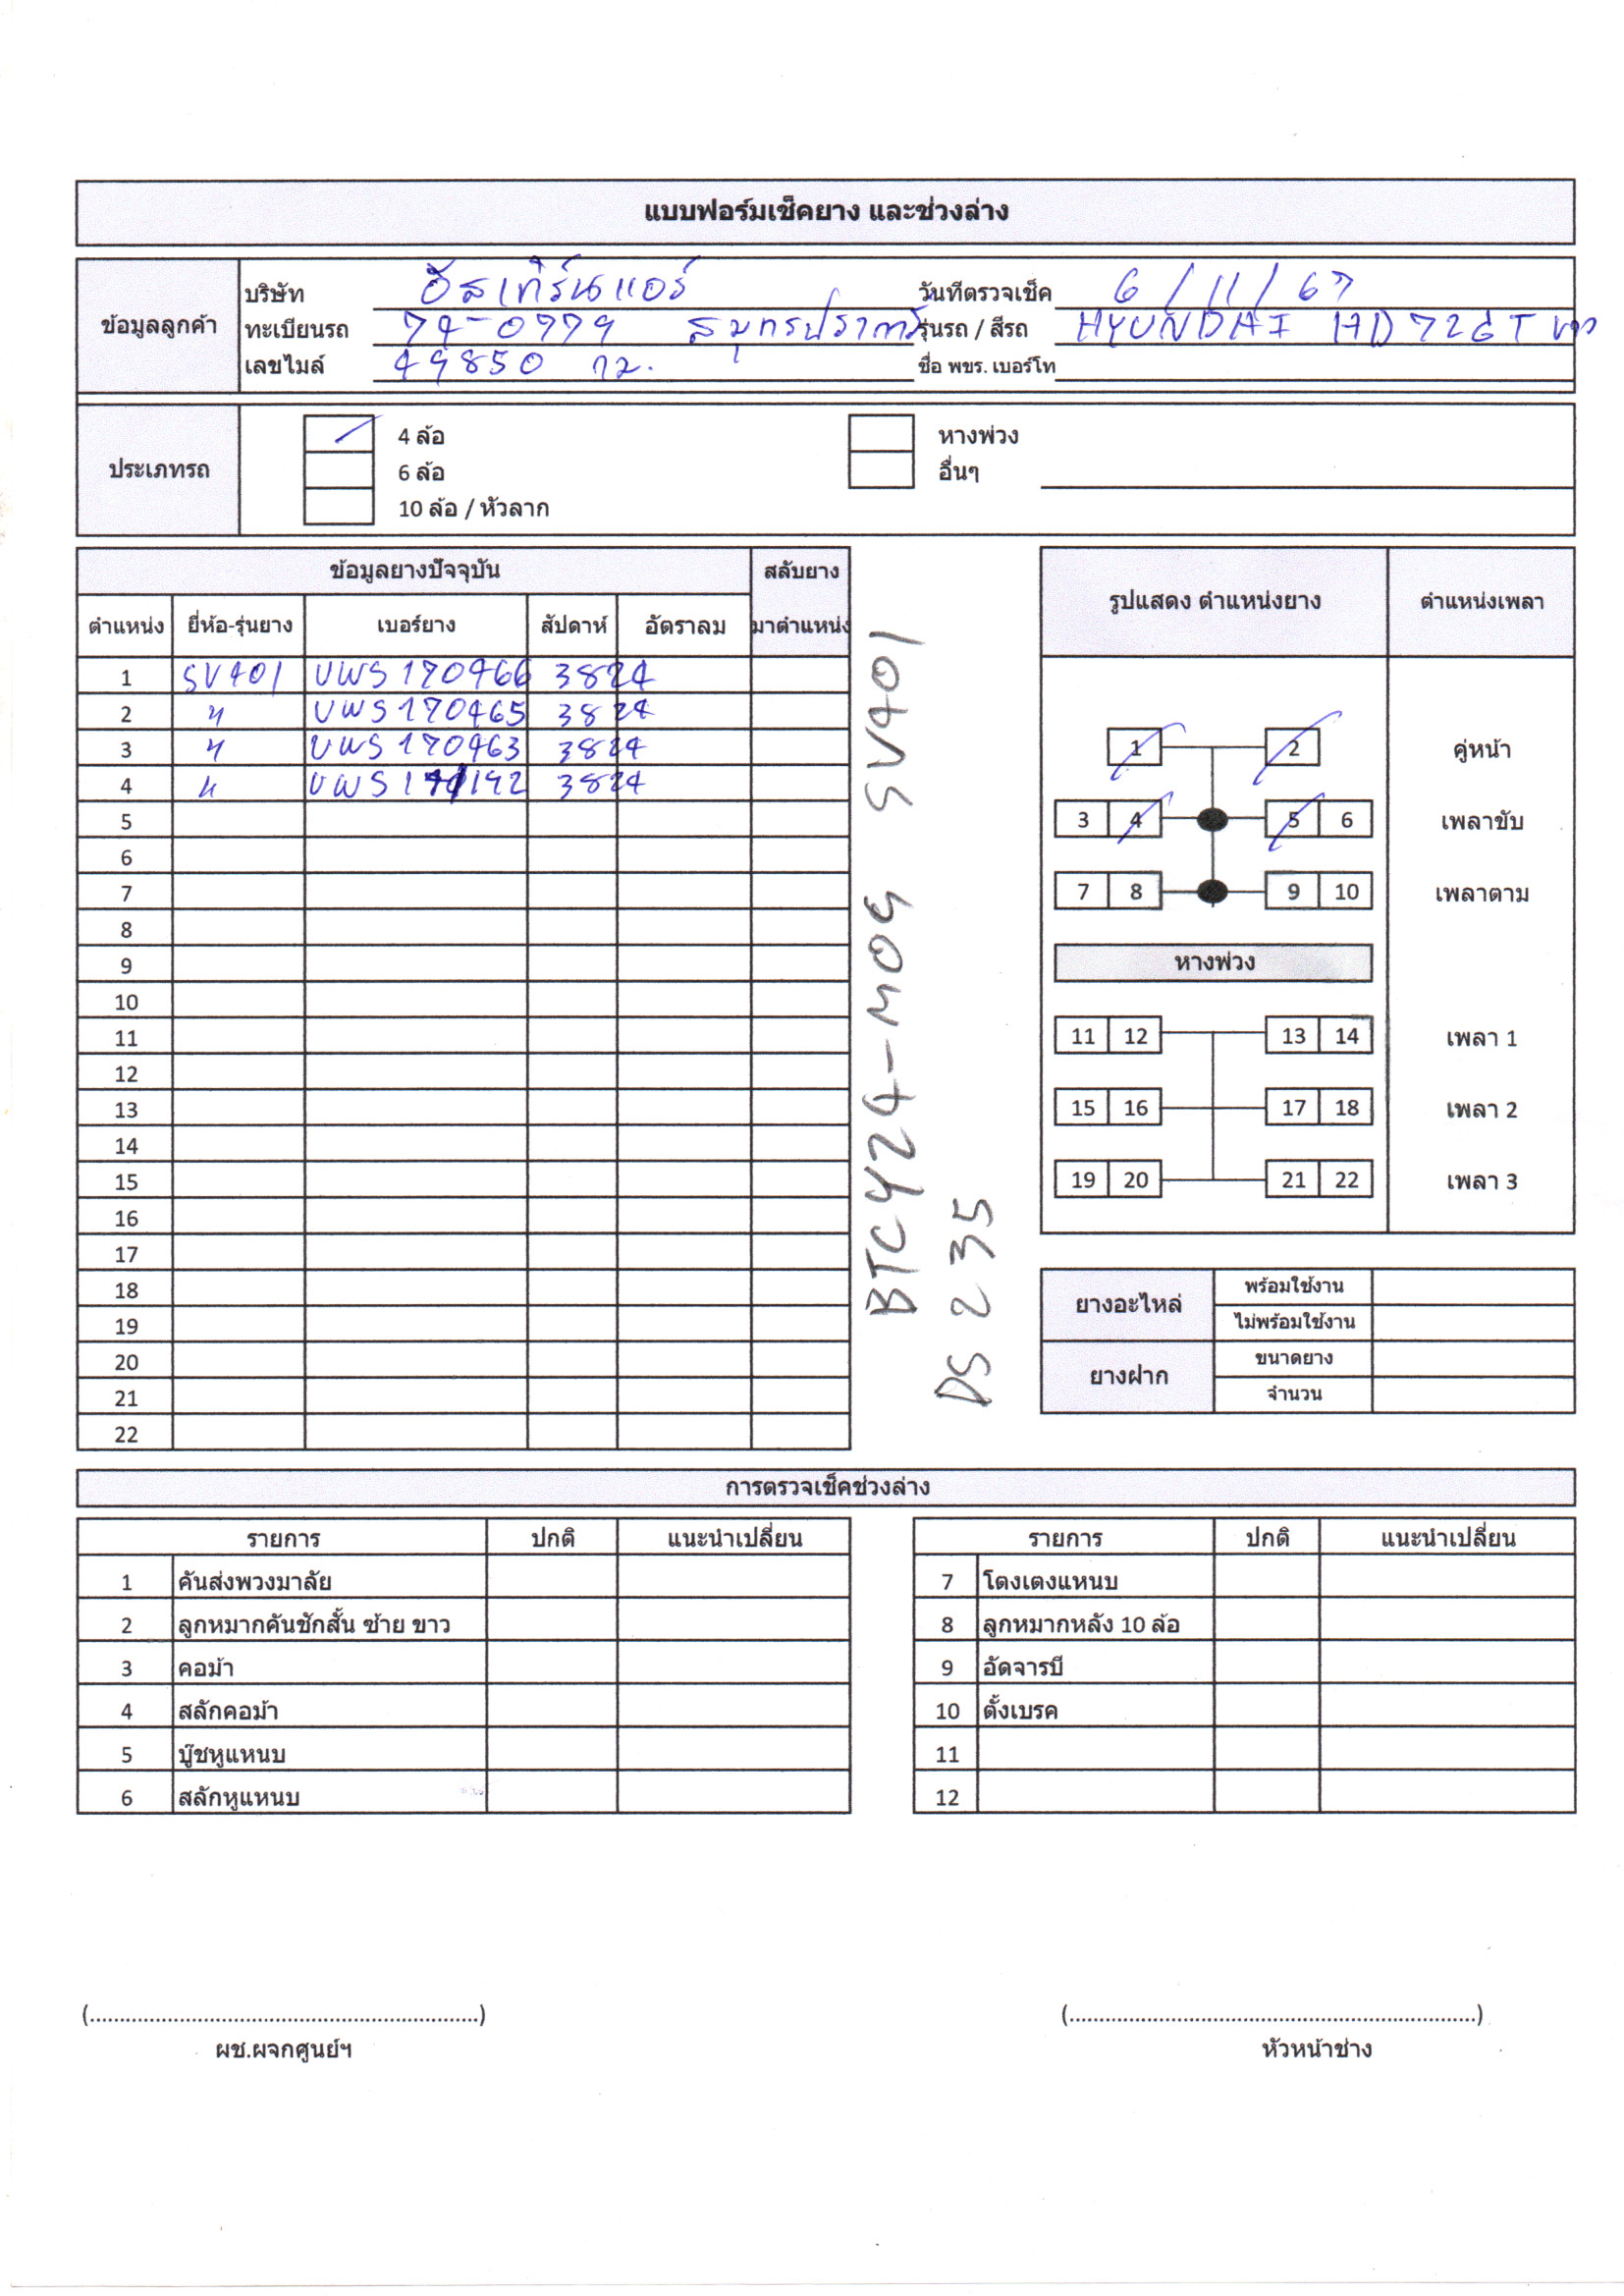 แบบฟอร์มเช็คยาง และช่วงล่าง
ข้อมูลลูกค้า
บริษัท อีสเทิร์นแอร์ วันที่ตรวจเช็ค 6 / 11 / 67
ทะเบียนรถ 74-0779 สมุทรปราการ รุ่นรถ / สีรถ HYUNDAI HD 72GT ขาว
เลขไมล์ 49850 กม. ชื่อ พขร. เบอร์โท
ประเภทรถ
4 ล้อ หางพ่วง
6 ล้อ อื่นๆ
10 ล้อ / หัวลาก
ข้อมูลยางปัจจุบัน สลับยาง
ตำแหน่ง ยี่ห้อ-รุ่นยาง เบอร์ยาง สัปดาห์ อัตราลม มาตำแหน่ง
1 SV401 UWS170466 3824
2 " UWS170465 3824
3 " UWS170463 3824
4 " 3824
5
6
7
8
9
10
11
12
13
14
15
16
17
18
19
20
21
22
BTCY24-M09 SV401
DS 235
รูปแสดง ตำแหน่งยาง ตำแหน่งเพลา
1 2 คู่หน้า
3 4 5 6 เพลาขับ
7 8 9 10 เพลาตาม
หางพ่วง
11 12 13 14 เพลา 1
15 16 17 18 เพลา 2
19 20 21 22 เพลา 3
ยางอะไหล่ พร้อมใช้งาน
ไม่พร้อมใช้งาน
ยางฝาก ขนาดยาง
จำนวน
การตรวจเช็คช่วงล่าง
รายการ ปกติ แนะนำเปลี่ยน
1 คันส่งพวงมาลัย
2 ลูกหมากคันชักสั้น ซ้าย ขาว
3 คอม้า
4 สลักคอม้า
5 บู๊ชหูแหนบ
6 สลักหูแหนบ
รายการ ปกติ แนะนำเปลี่ยน
7 โตงเตงแหนบ
8 ลูกหมากหลัง 10 ล้อ
9 อัดจารบี
10 ตั้งเบรค
11
12
(..................................................................)
ผช.ผจกศูนย์ฯ
(.....................................................................)
หัวหน้าช่าง